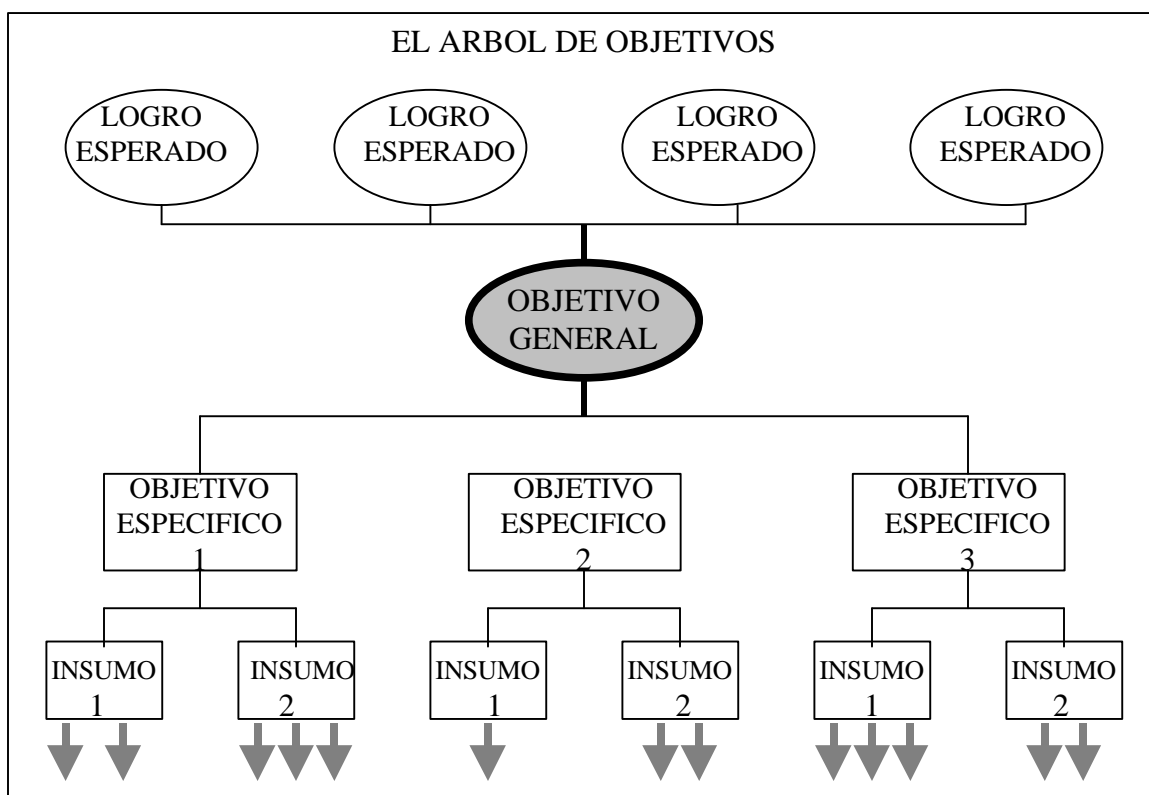 EL ARBOL DE OBJETIVOS
LOGRO
ESPERADO
LOGRO
ESPERADO
LOGRO
ESPERADO
LOGRO
ESPERADO
OBJETIVO
GENERAL
OBJETIVO
ESPECIFICO
1
OBJETIVO
ESPECIFICO
2
OBJETIVO
ESPECIFICO
3
INSUMO
1
INSUMO
2
INSUMO
1
INSUMO
2
INSUMO
1
INSUMO
2